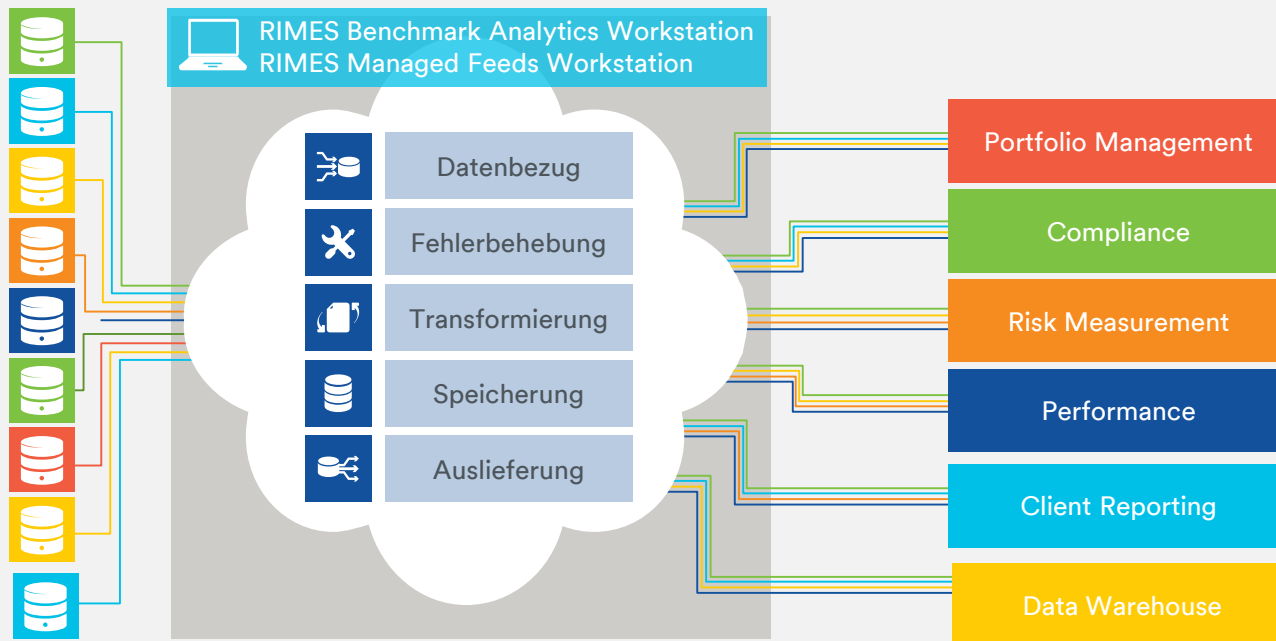 RIMES Benchmark Analytics Workstation
RIMES Managed Feeds Workstation
Datenbezug
Fehlerbehebung
Transformierung
Speicherung
Auslieferung
Portfolio Management
Compliance
Risk Measurement
Performance
Client Reporting
Data Warehouse